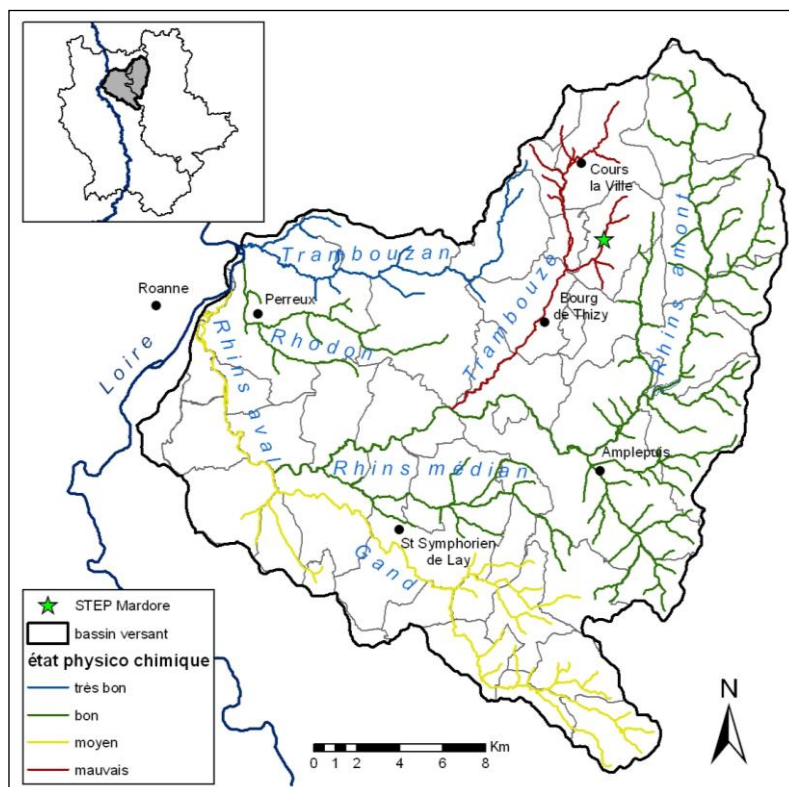 Cours
la Ville
Trambouzan
Rhins amont
Roanne
Perreux
Trambouze
Bourg
de Thizy
Loire
Rhodon
Rhins aval
Rhins médian
Amplepuis
St Symphorien
de Lay
Gand
STEP Mardore
bassin versant
état physico chimique
très bon
bon
moyen
mauvais
N
Km
0 1 2 4 6 8